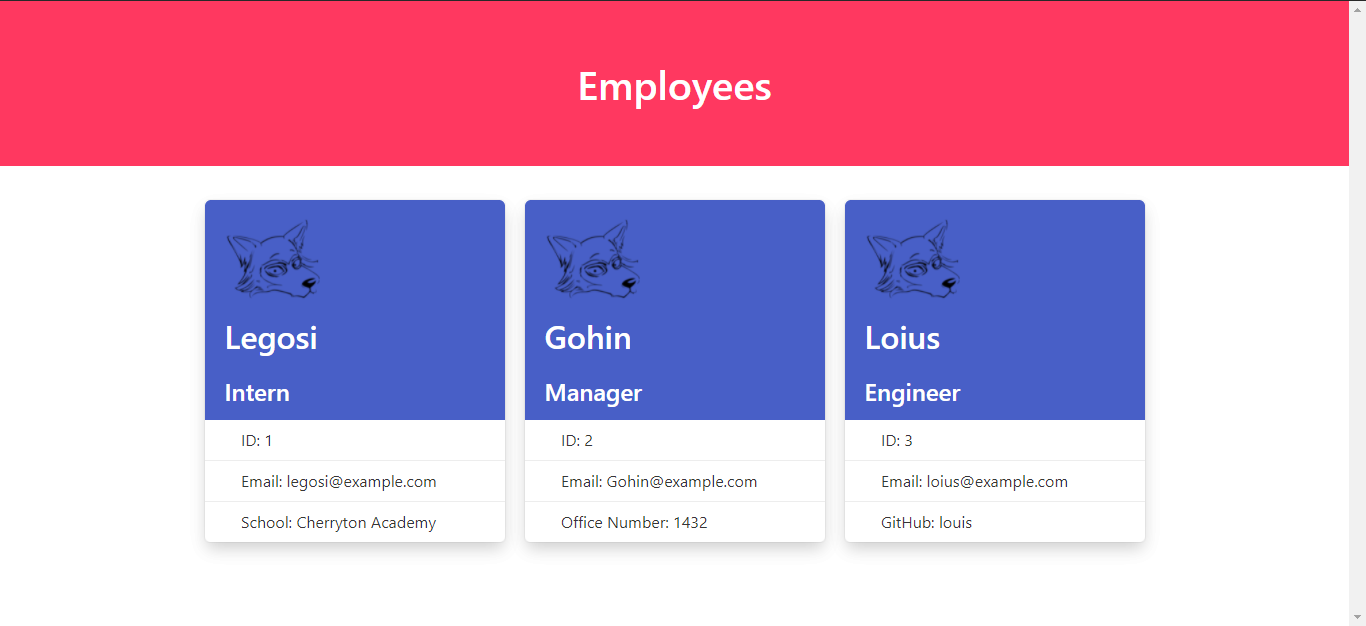 Employees
Legosi
Intern
ID: 1
Email: legosi@example.com
School: Cherryton Academy
Gohin
Manager
ID: 2
Email: Gohin@example.com
Office Number: 1432
Loius
Engineer
ID: 3
Email: loius@example.com
GitHub: louis